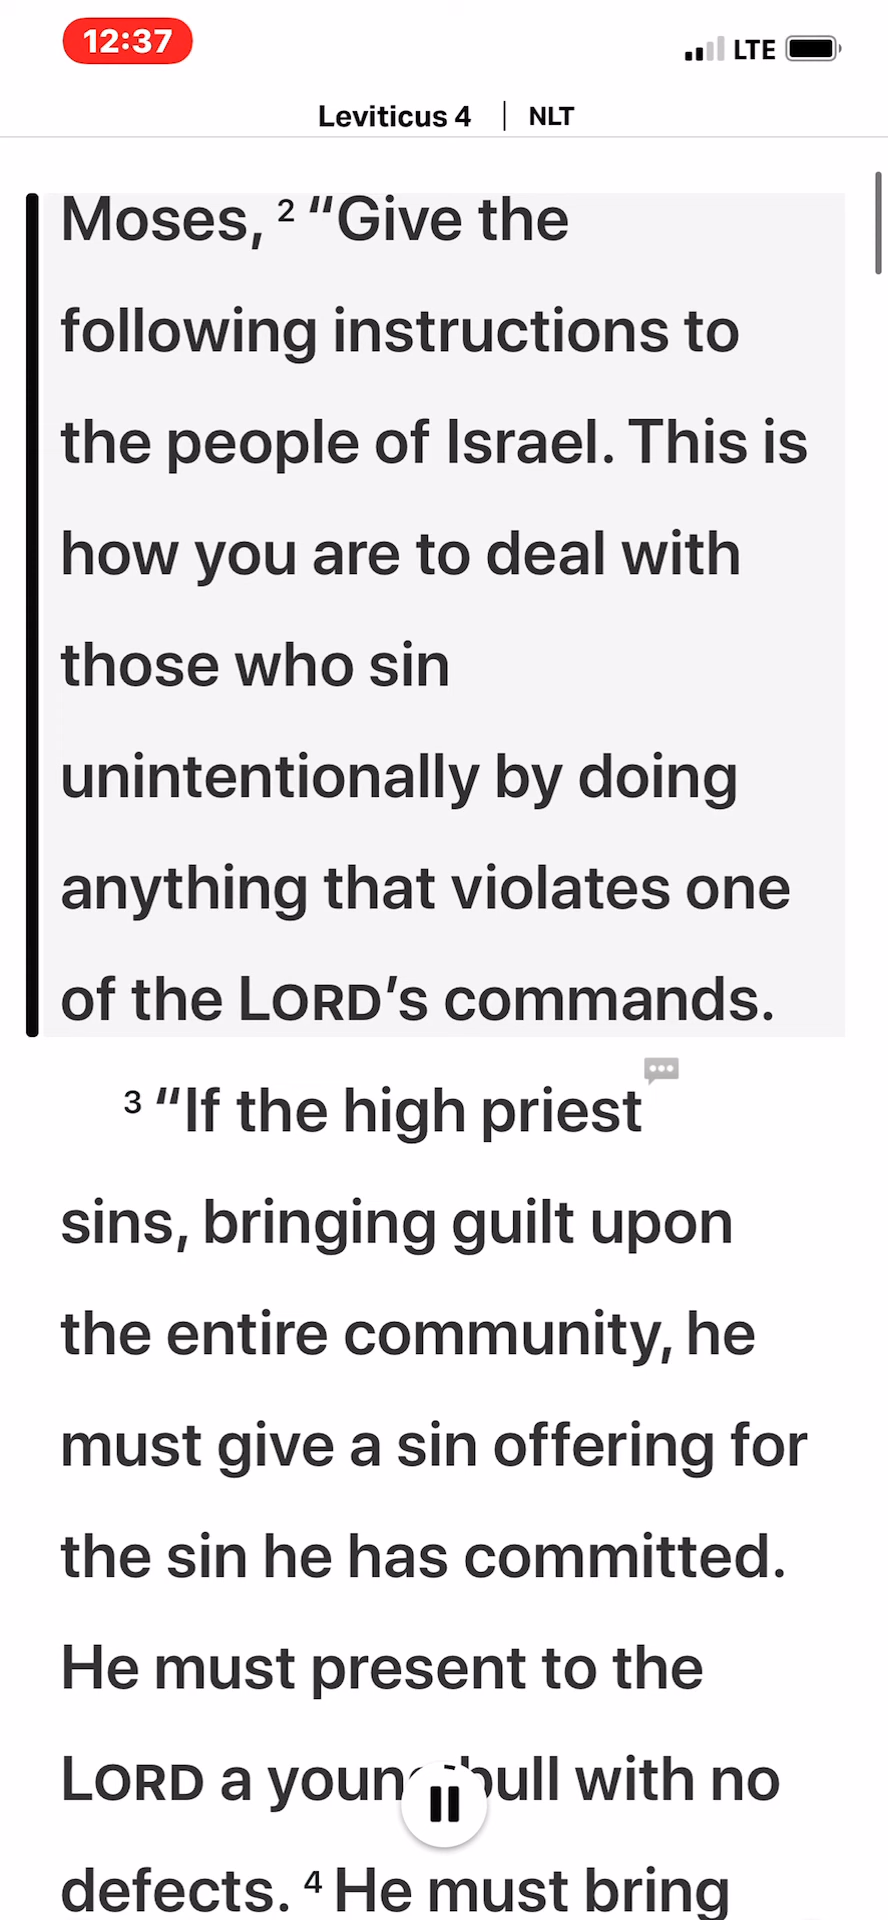 12:37
LTE
Leviticus 4 | NLT
Moses, 2 “Give the
following instructions to
the people of Israel. This is
how you are to deal with
those who sin
unintentionally by doing
anything that violates one
of the LORD’s commands.
3 “If the high priest
sins, bringing guilt upon
the entire community, he
must give a sin offering for
the sin he has committed.
He must present to the
LORD a young bull with no
defects. 4 He must bring